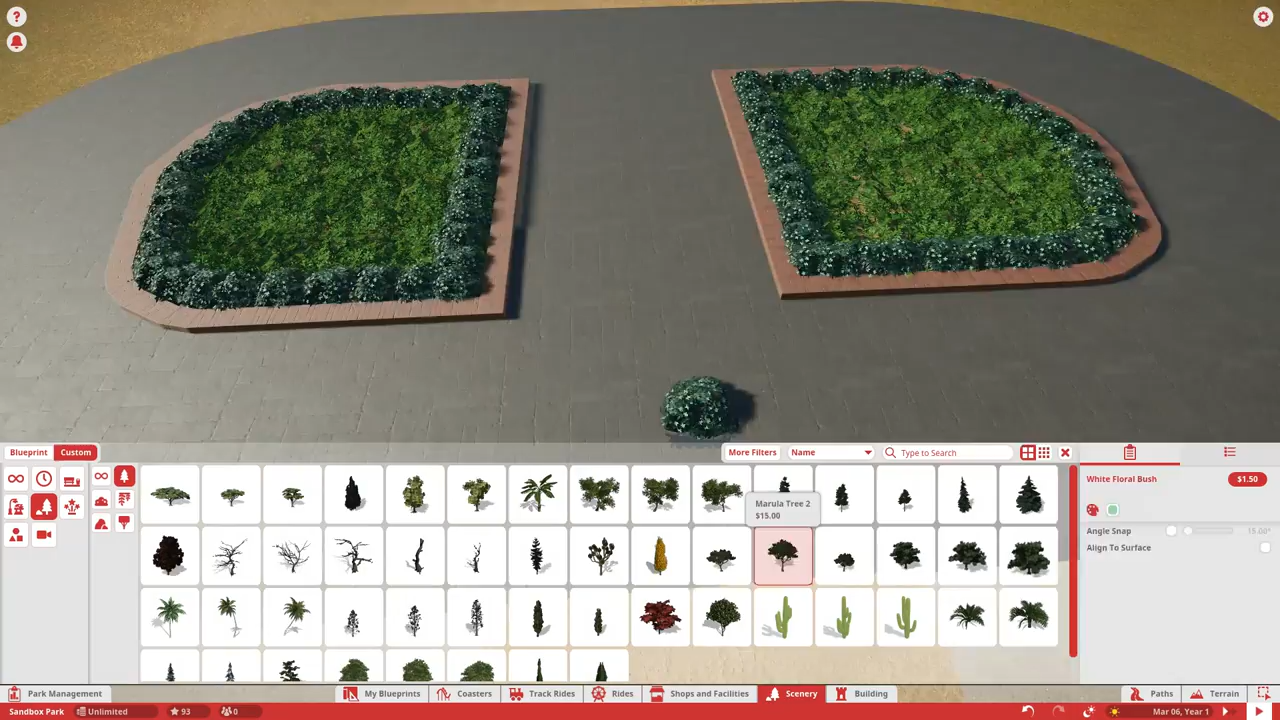 ?
Blueprint
Custom
More Filters
Name
Type to Search
White Floral Bush
$1.50
Marula Tree 2
$15.00
Angle Snap
15.00°
Align To Surface
Park Management
My Blueprints
Coasters
Track Rides
Rides
Shops and Facilities
Scenery
Building
Paths
Terrain
Sandbox Park
Unlimited
93
0
Mar 06, Year 1